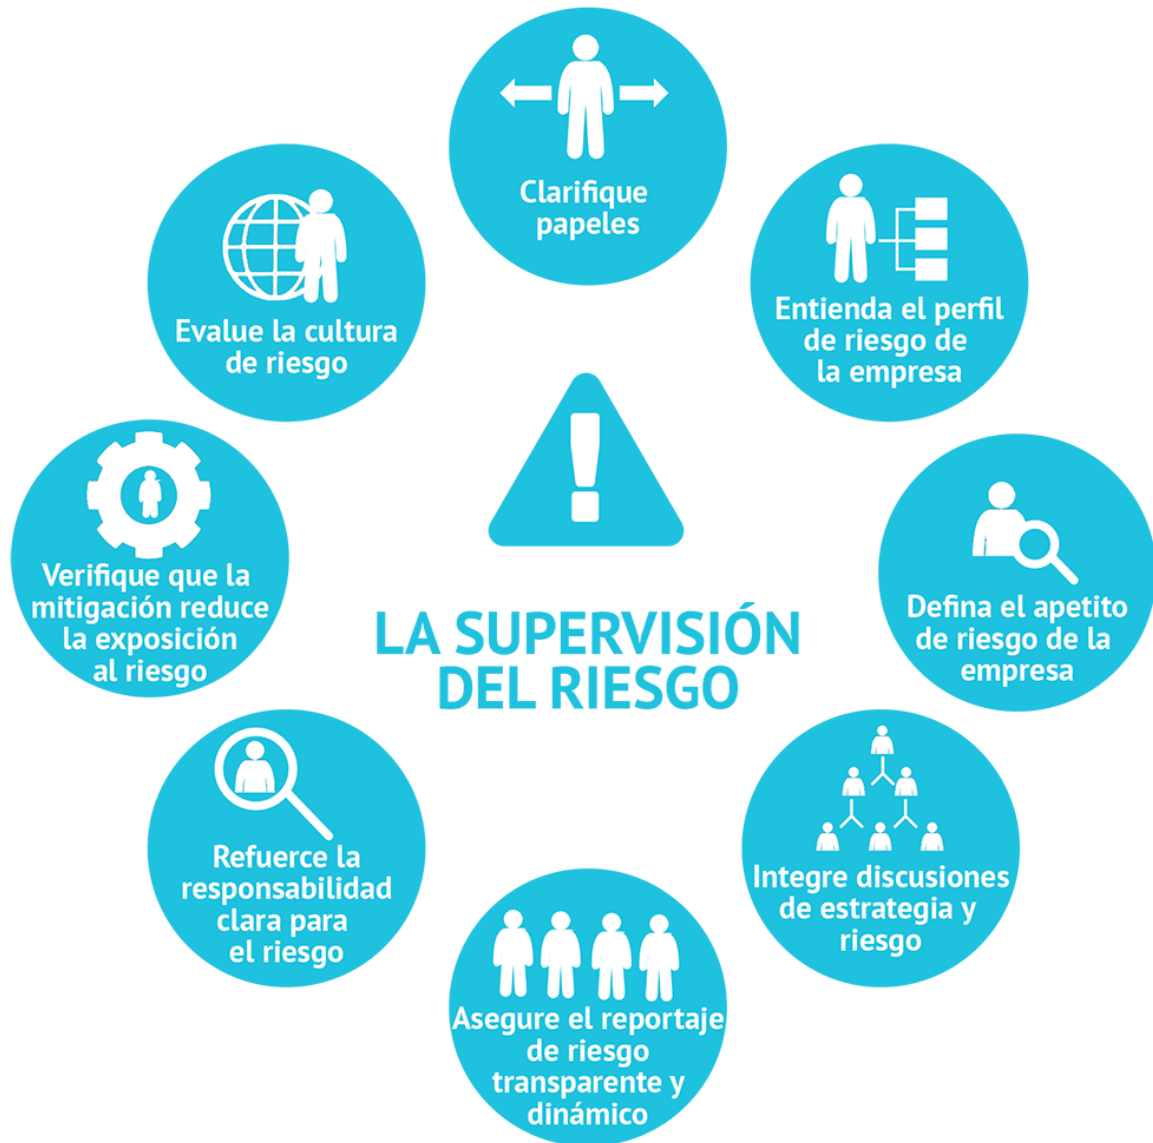 Clarifique
papeles
Entienda el perfil
de riesgo de
la empresa
Defina el apetito
de riesgo de la
empresa
Integre discusiones
de estrategia y
riesgo
Asegure el reportaje
de riesgo
transparente y
dinámico
Refuerce la
responsabilidad
clara para
el riesgo
Verifique que la
mitigación reduce
la exposición
al riesgo
Evalue la cultura
de riesgo
LA SUPERVISIÓN
DEL RIESGO